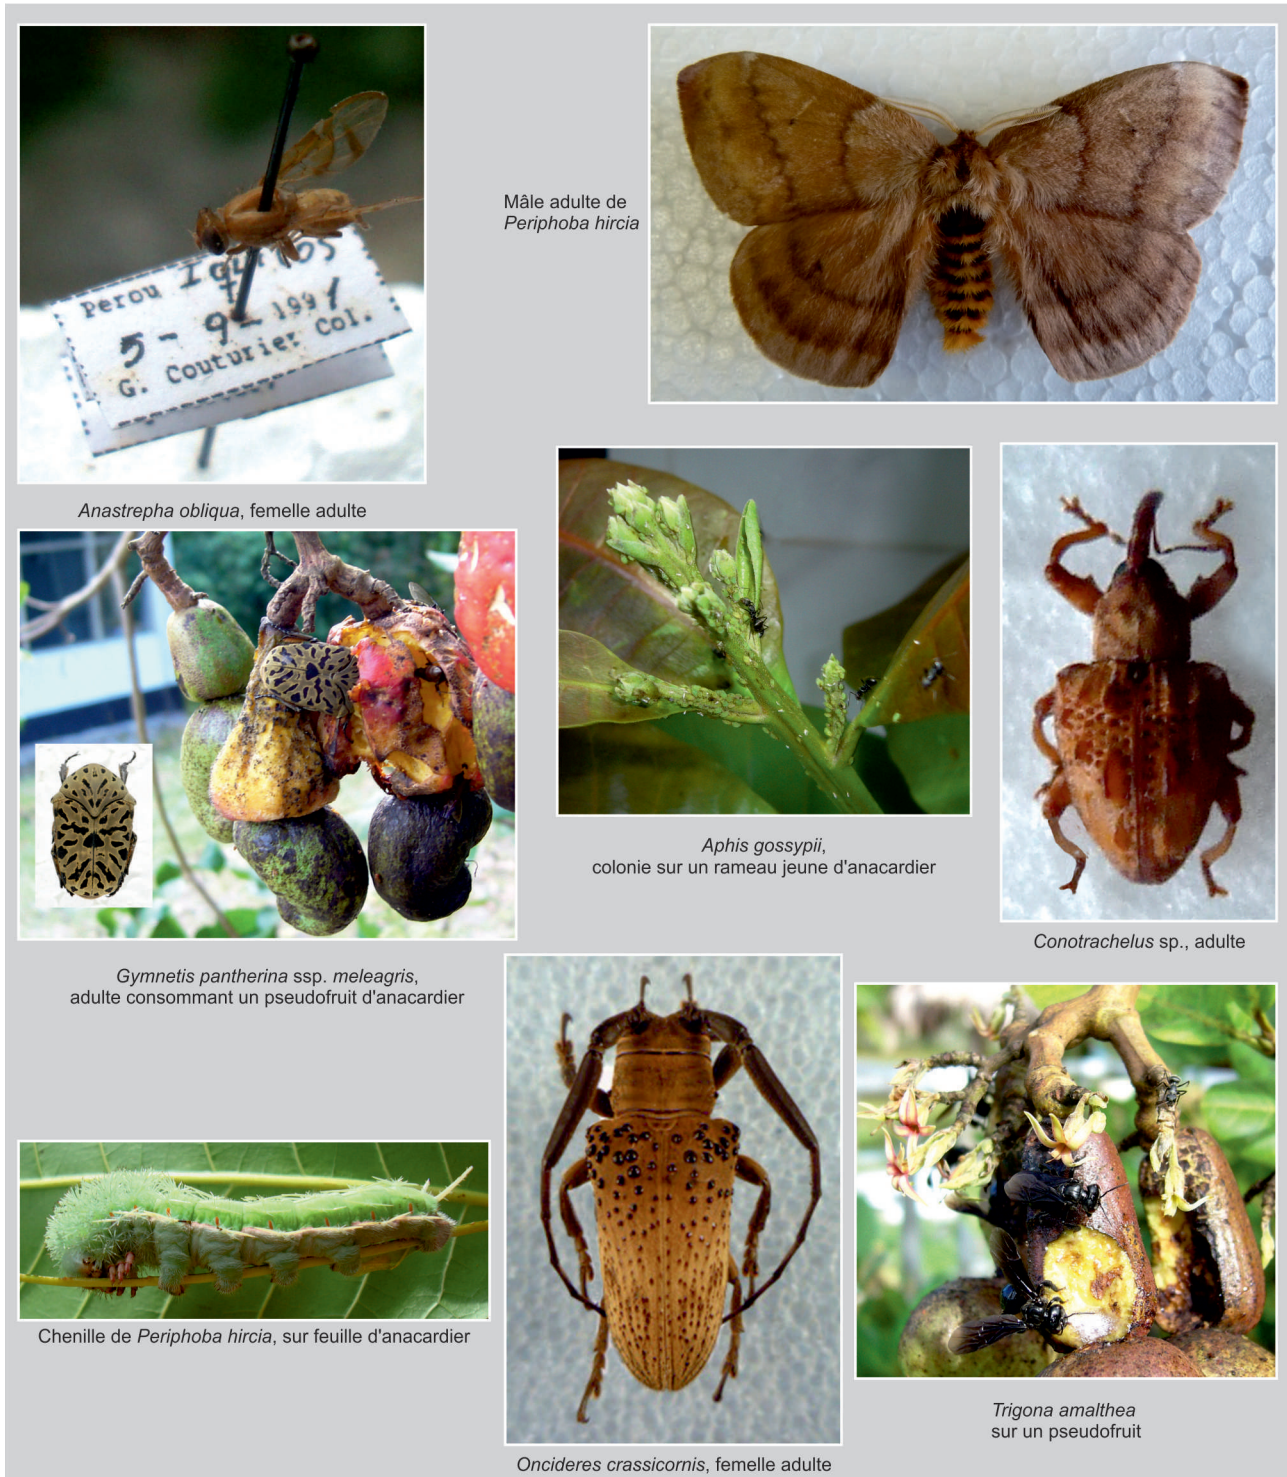 Perou Iquitos
5 - 9 - 1991
G. Couturier Col.
Anastrepha obliqua, femelle adulte
Mâle adulte de
Periphoba hircia
Aphis gossypii,
colonie sur un rameau jeune d'anacardier
Conotrachelus sp., adulte
Gymnetis pantherina ssp. meleagris,
adulte consommant un pseudofruit d'anacardier
Chenille de Periphoba hircia, sur feuille d'anacardier
Oncideres crassicornis, femelle adulte
Trigona amalthea
sur un pseudofruit